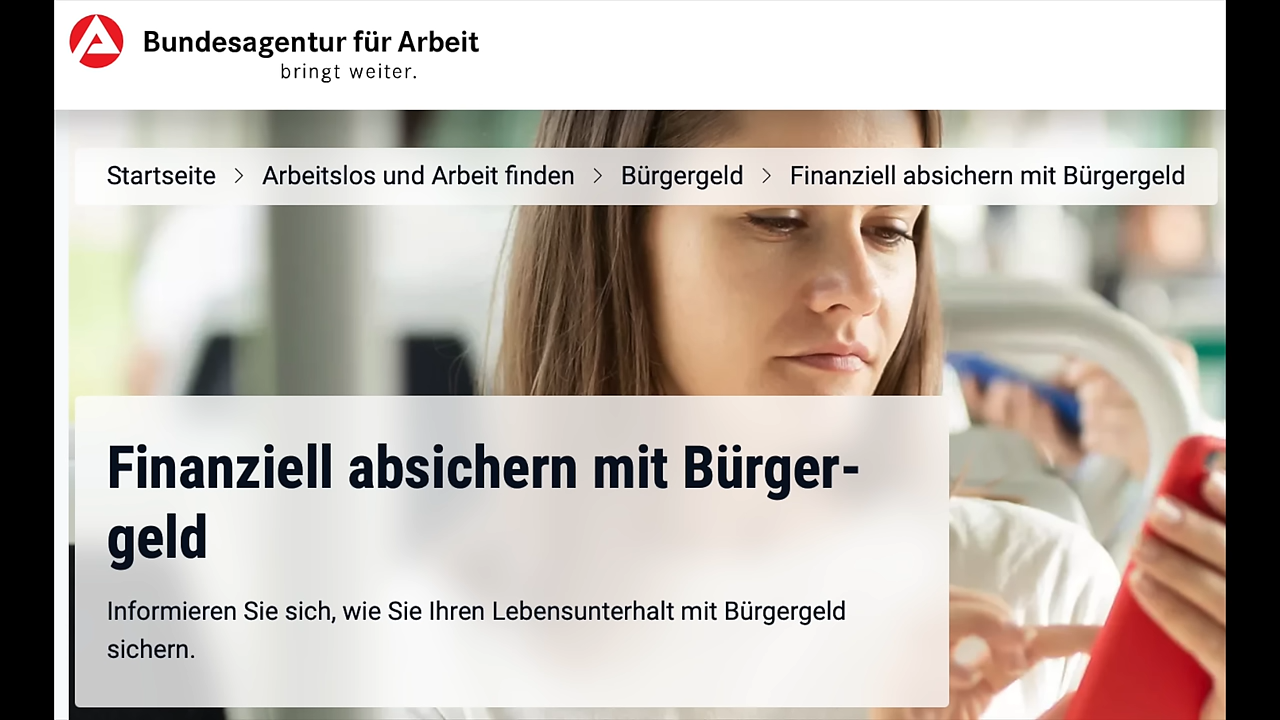 Bundesagentur für Arbeit
bringt weiter.
Startseite > Arbeitslos und Arbeit finden > Bürgergeld > Finanziell absichern mit Bürgergeld
Finanziell absichern mit Bürger-
geld
Informieren Sie sich, wie Sie Ihren Lebensunterhalt mit Bürgergeld
sichern.